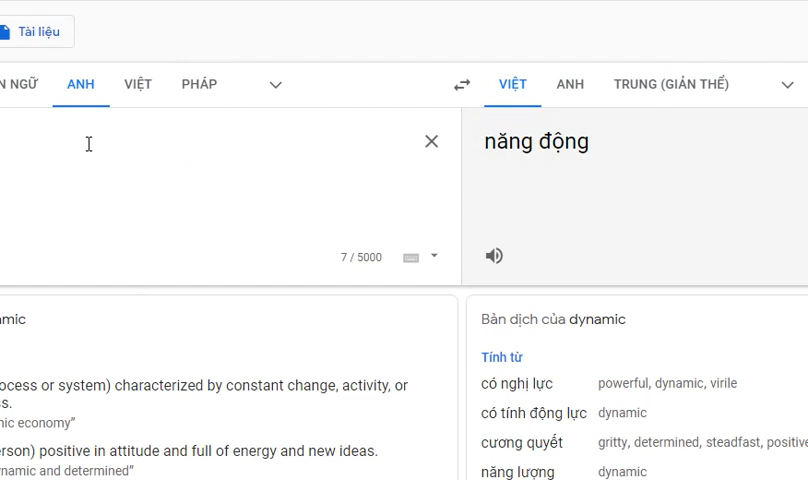 Tài liệu
N NGỮ ANH VIỆT PHÁP
VIỆT ANH TRUNG (GIẢN THỂ)
năng động
7 / 5000
amic
ocess or system) characterized by constant change, activity, or
ss.
mic economy”
erson) positive in attitude and full of energy and new ideas.
ynamic and determined”
Bản dịch của dynamic
Tính từ
có nghị lực powerful, dynamic, virile
có tính động lực dynamic
cương quyết gritty, determined, steadfast, positive
năng lượng dynamic